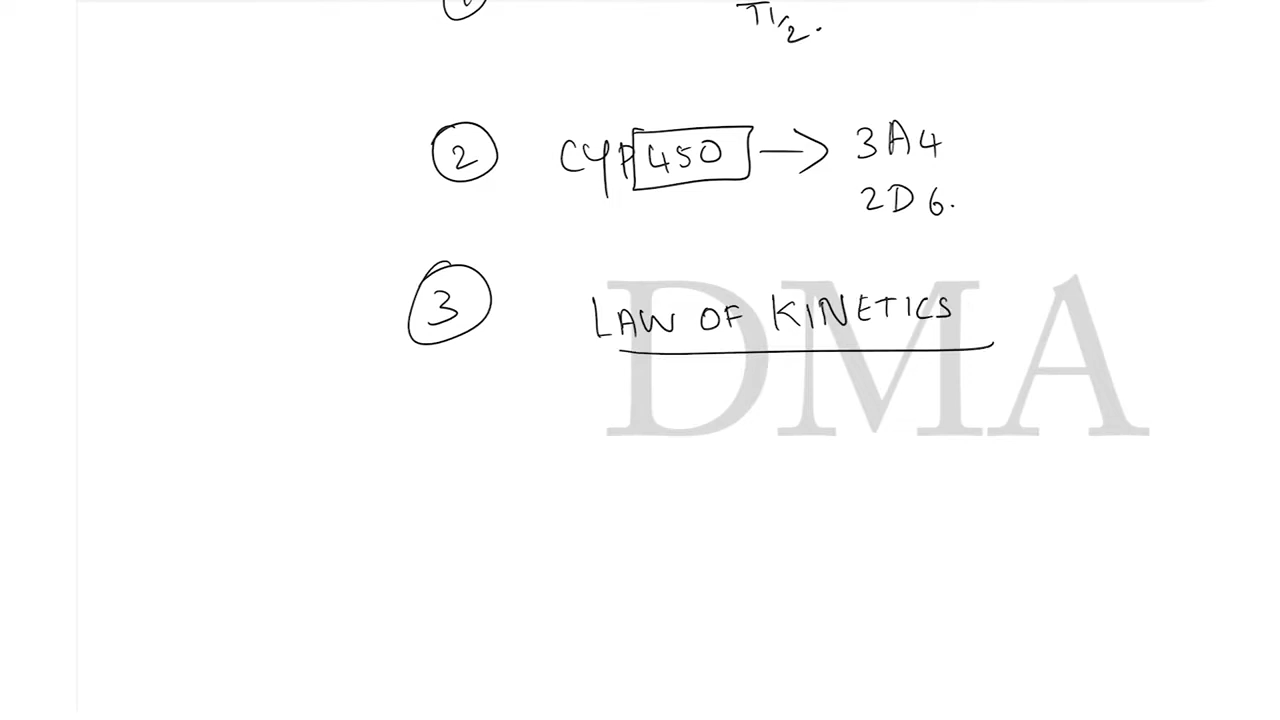 T1/2.
2 CYP450 → 3A4
2D6.
3 LAW OF KINETICS
DMA